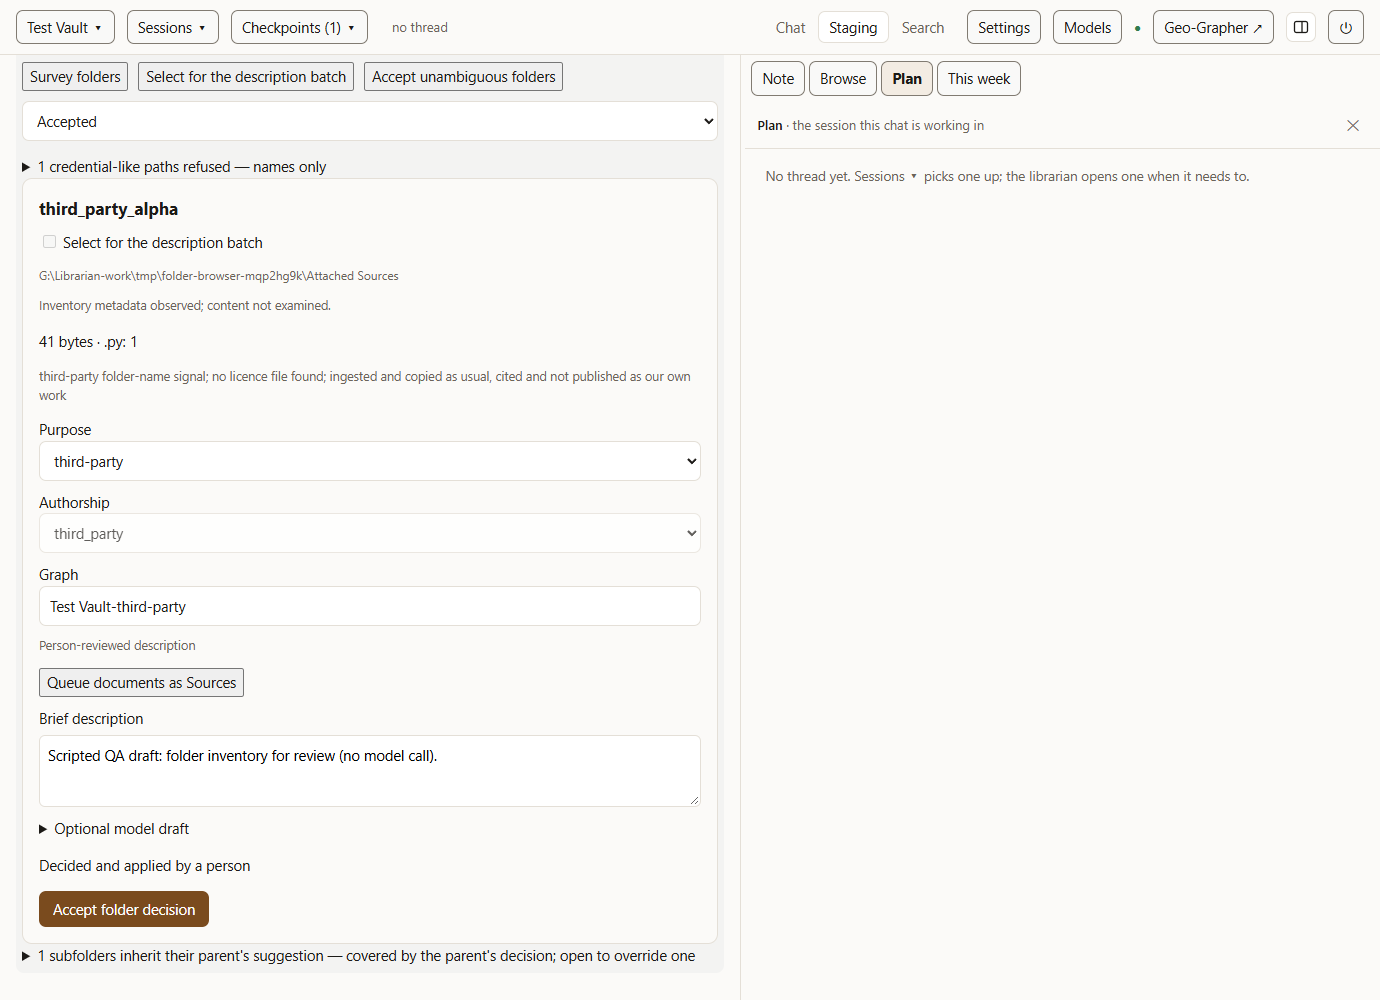 Test Vault ▾ Sessions ▾ Checkpoints (1) ▾ no thread Chat Staging Search Settings Models Geo-Grapher ↗
Survey folders Select for the description batch Accept unambiguous folders
Accepted
1 credential-like paths refused — names only
third_party_alpha
Select for the description batch
G:\Librarian-work\tmp\folder-browser-mqp2hg9k\Attached Sources
Inventory metadata observed; content not examined.
41 bytes · .py: 1
third-party folder-name signal; no licence file found; ingested and copied as usual, cited and not published as our own
work
Purpose
third-party
Authorship
third_party
Graph
Test Vault-third-party
Person-reviewed description
Queue documents as Sources
Brief description
Scripted QA draft: folder inventory for review (no model call).
Optional model draft
Decided and applied by a person
Accept folder decision
1 subfolders inherit their parent's suggestion — covered by the parent's decision; open to override one
Note Browse Plan This week
Plan · the session this chat is working in
No thread yet. Sessions ▾ picks one up; the librarian opens one when it needs to.